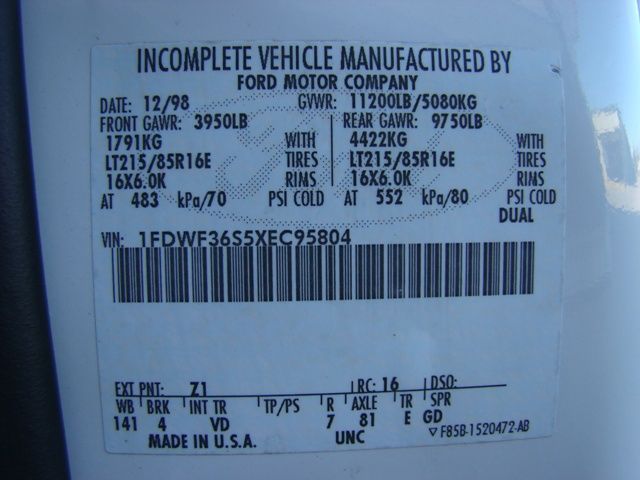 INCOMPLETE VEHICLE MANUFACTURED BY
FORD MOTOR COMPANY
DATE: 12/98 GVWR: 11200LB/5080KG
FRONT GAWR: 3950LB REAR GAWR: 9750LB
1791KG WITH 4422KG WITH
LT215/85R16E TIRES LT215/85R16E TIRES
16X6.0K RIMS 16X6.0K RIMS
AT 483 kPa/70 PSI COLD AT 552 kPa/80 PSI COLD
DUAL
VIN: 1FDWF36S5XEC95804
EXT PNT: Z1 RC: 16 DSO:
WB BRK INT TR TP/PS R AXLE TR SPR
141 4 VD 7 81 E GD
MADE IN U.S.A. UNC ▽F85B-1520472-AB